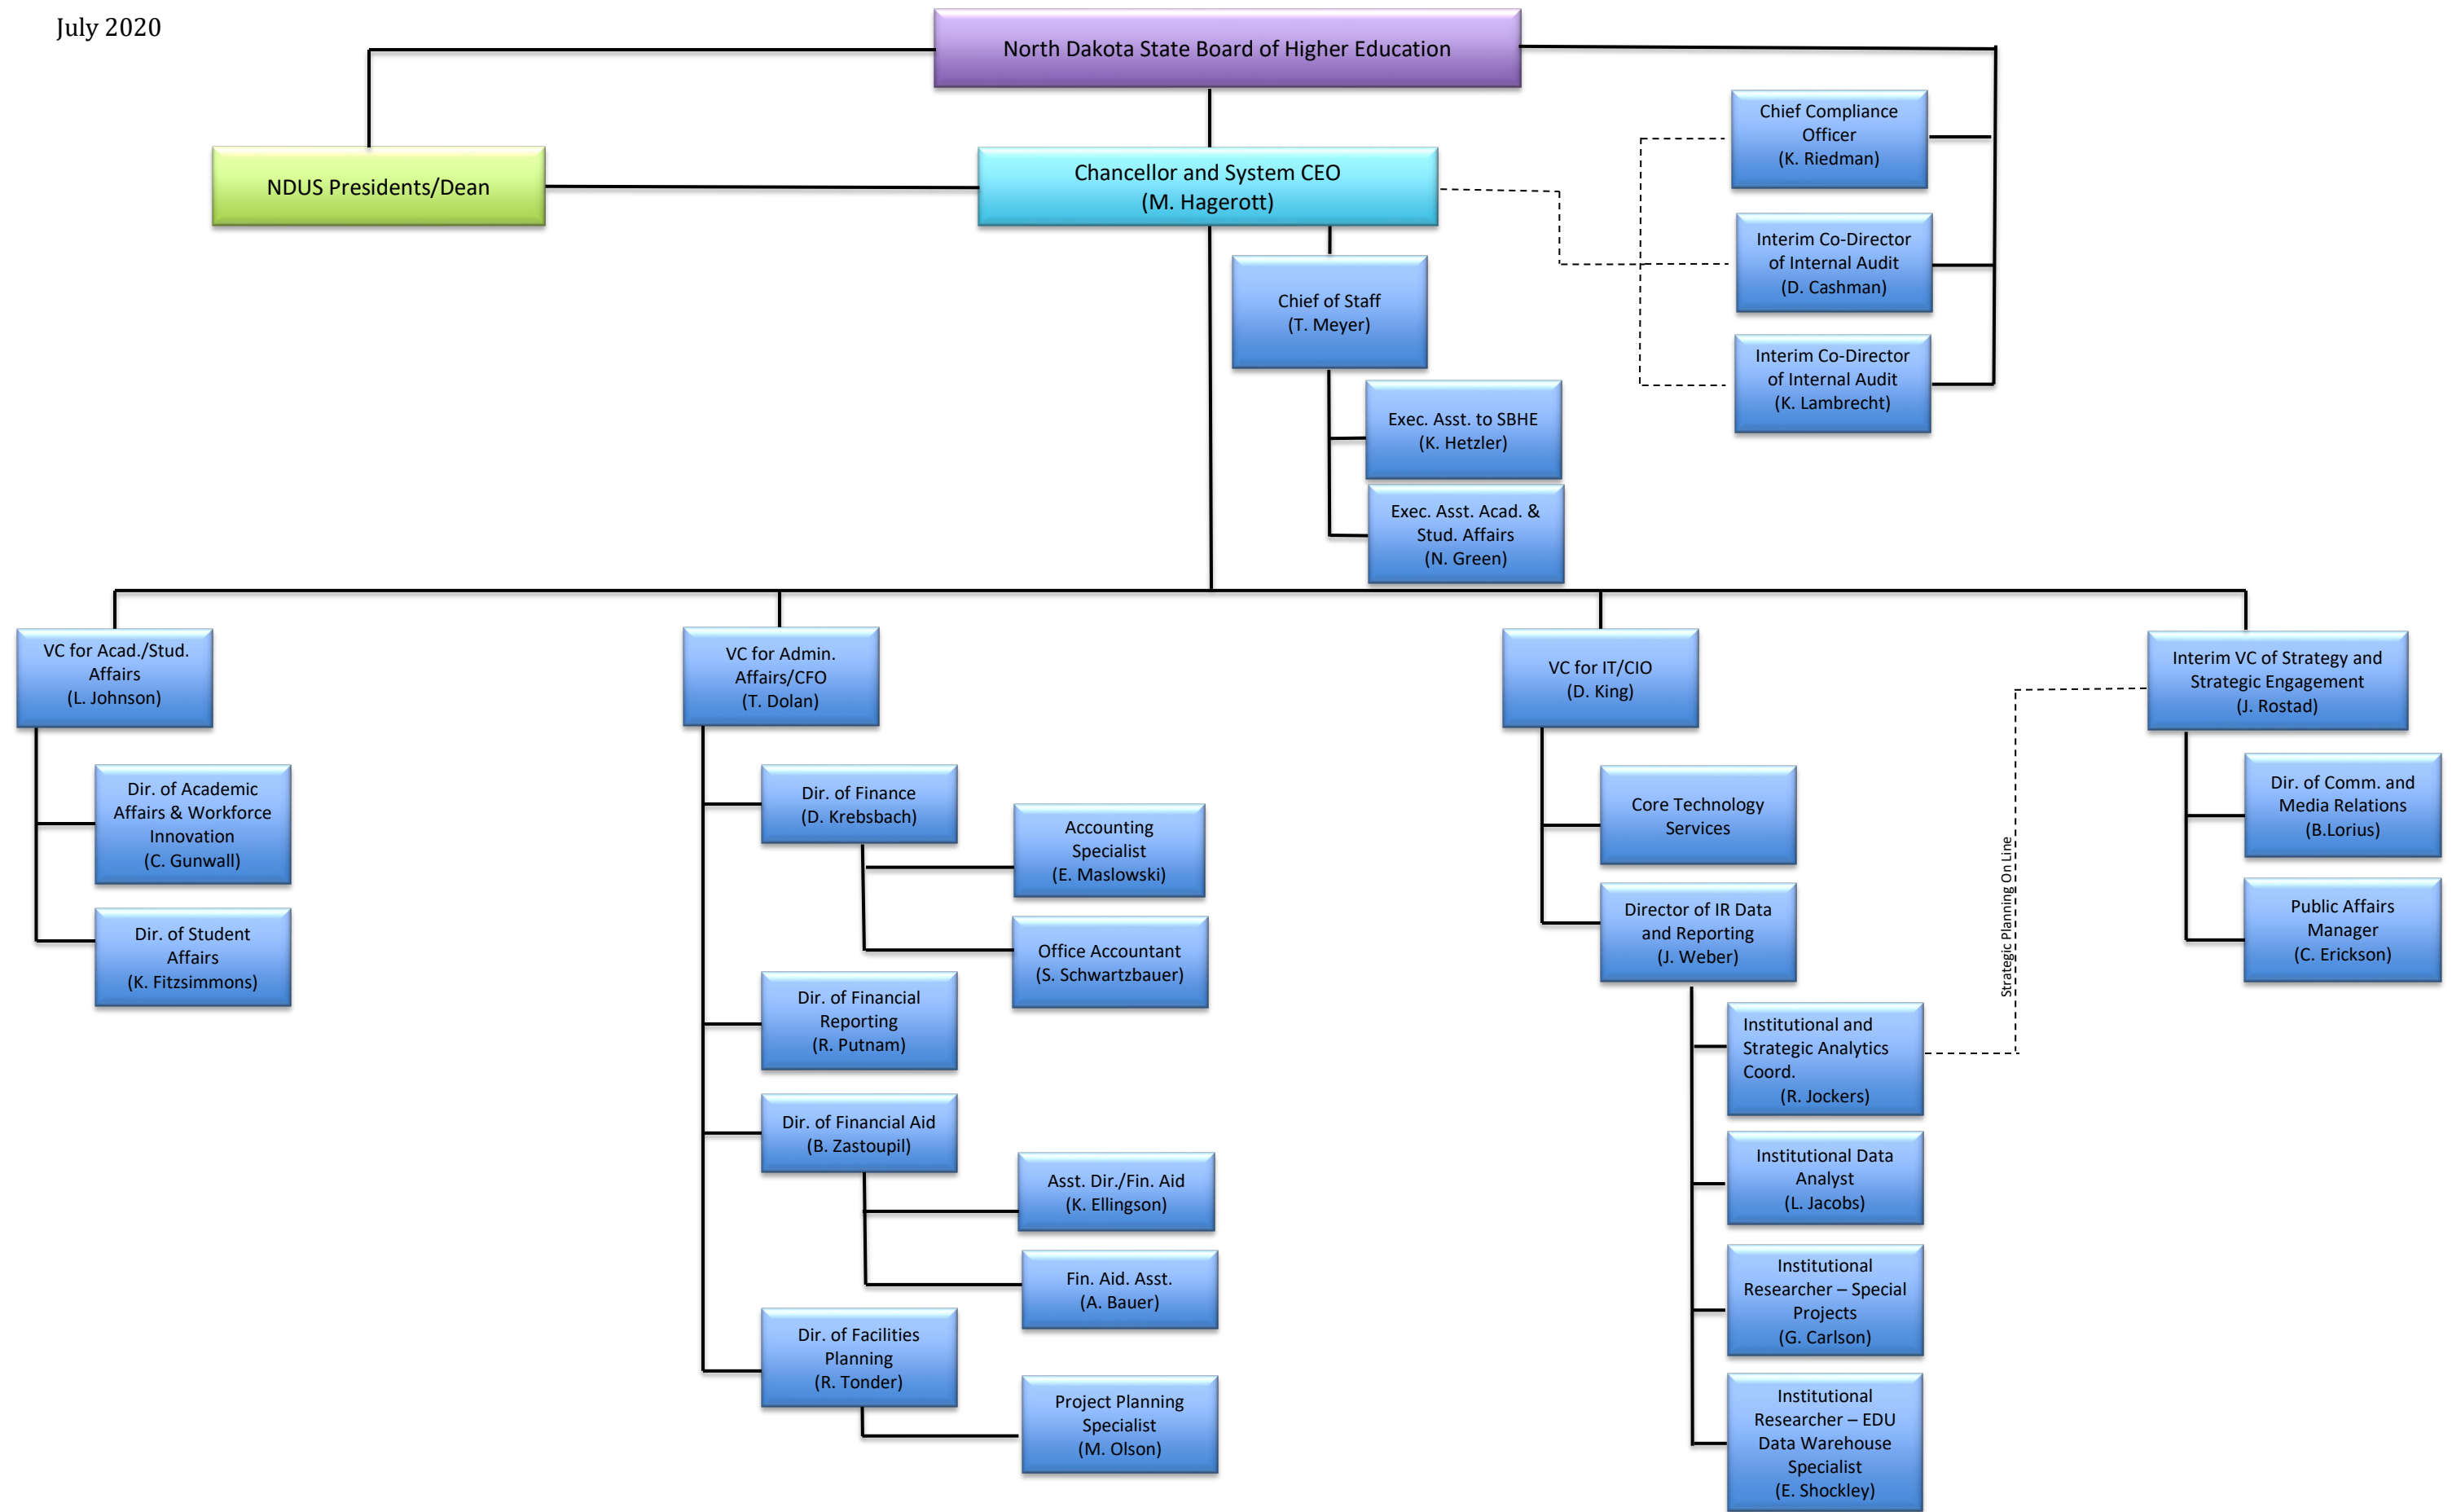 July 2020
North Dakota State Board of Higher Education
NDUS Presidents/Dean
Chancellor and System CEO
(M. Hagerott)
Chief Compliance
Officer
(K. Riedman)
Interim Co-Director
of Internal Audit
(D. Cashman)
Interim Co-Director
of Internal Audit
(K. Lambrecht)
Chief of Staff
(T. Meyer)
Exec. Asst. to SBHE
(K. Hetzler)
Exec. Asst. Acad. &
Stud. Affairs
(N. Green)
VC for Acad./Stud.
Affairs
(L. Johnson)
Dir. of Academic
Affairs & Workforce
Innovation
(C. Gunwall)
Dir. of Student
Affairs
(K. Fitzsimmons)
VC for Admin.
Affairs/CFO
(T. Dolan)
Dir. of Finance
(D. Krebsbach)
Accounting
Specialist
(E. Maslowski)
Office Accountant
(S. Schwartzbauer)
Dir. of Financial
Reporting
(R. Putnam)
Dir. of Financial Aid
(B. Zastoupil)
Asst. Dir./Fin. Aid
(K. Ellingson)
Fin. Aid. Asst.
(A. Bauer)
Dir. of Facilities
Planning
(R. Tonder)
Project Planning
Specialist
(M. Olson)
VC for IT/CIO
(D. King)
Core Technology
Services
Director of IR Data
and Reporting
(J. Weber)
Institutional and
Strategic Analytics
Coord.
(R. Jockers)
Institutional Data
Analyst
(L. Jacobs)
Institutional
Researcher – Special
Projects
(G. Carlson)
Institutional
Researcher – EDU
Data Warehouse
Specialist
(E. Shockley)
Strategic Planning On Line
Interim VC of Strategy and
Strategic Engagement
(J. Rostad)
Dir. of Comm. and
Media Relations
(B.Lorius)
Public Affairs
Manager
(C. Erickson)